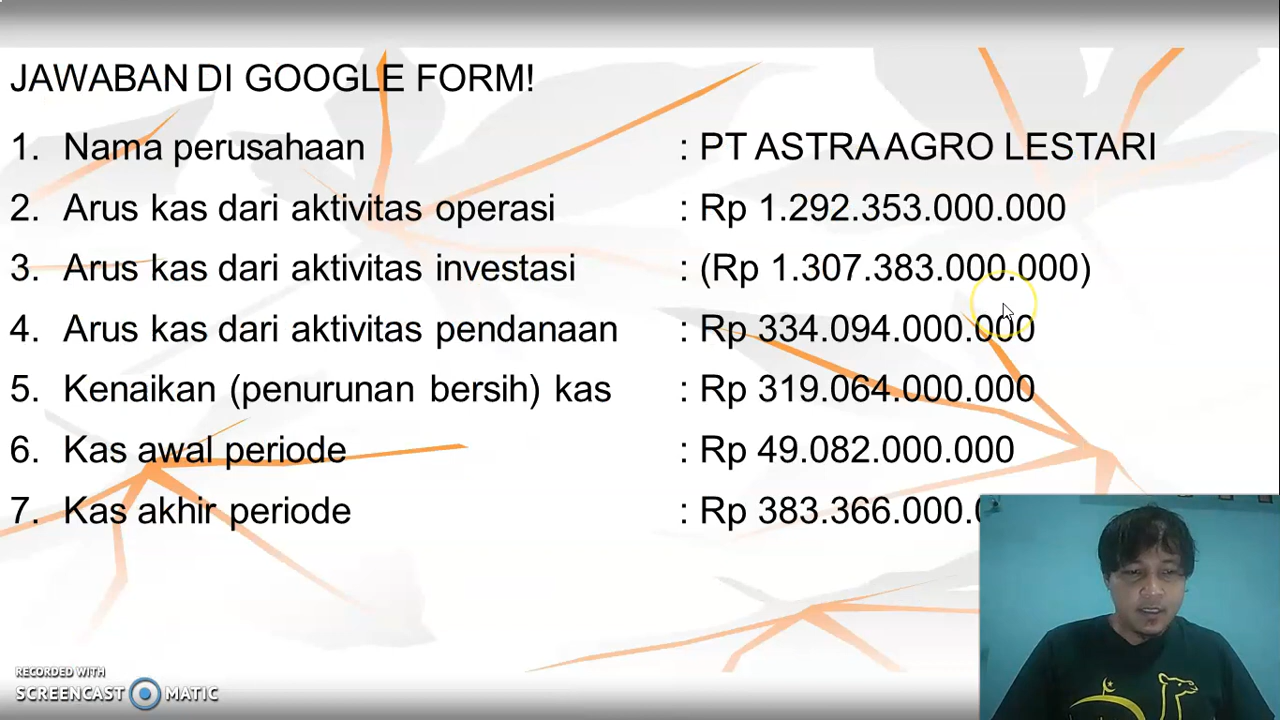 JAWABAN DI GOOGLE FORM!
1. Nama perusahaan : PT ASTRA AGRO LESTARI
2. Arus kas dari aktivitas operasi : Rp 1.292.353.000.000
3. Arus kas dari aktivitas investasi : (Rp 1.307.383.000.000)
4. Arus kas dari aktivitas pendanaan : Rp 334.094.000.000
5. Kenaikan (penurunan bersih) kas : Rp 319.064.000.000
6. Kas awal periode : Rp 49.082.000.000
7. Kas akhir periode : Rp 383.366.000.
RECORDED WITH
SCREENCAST MATIC